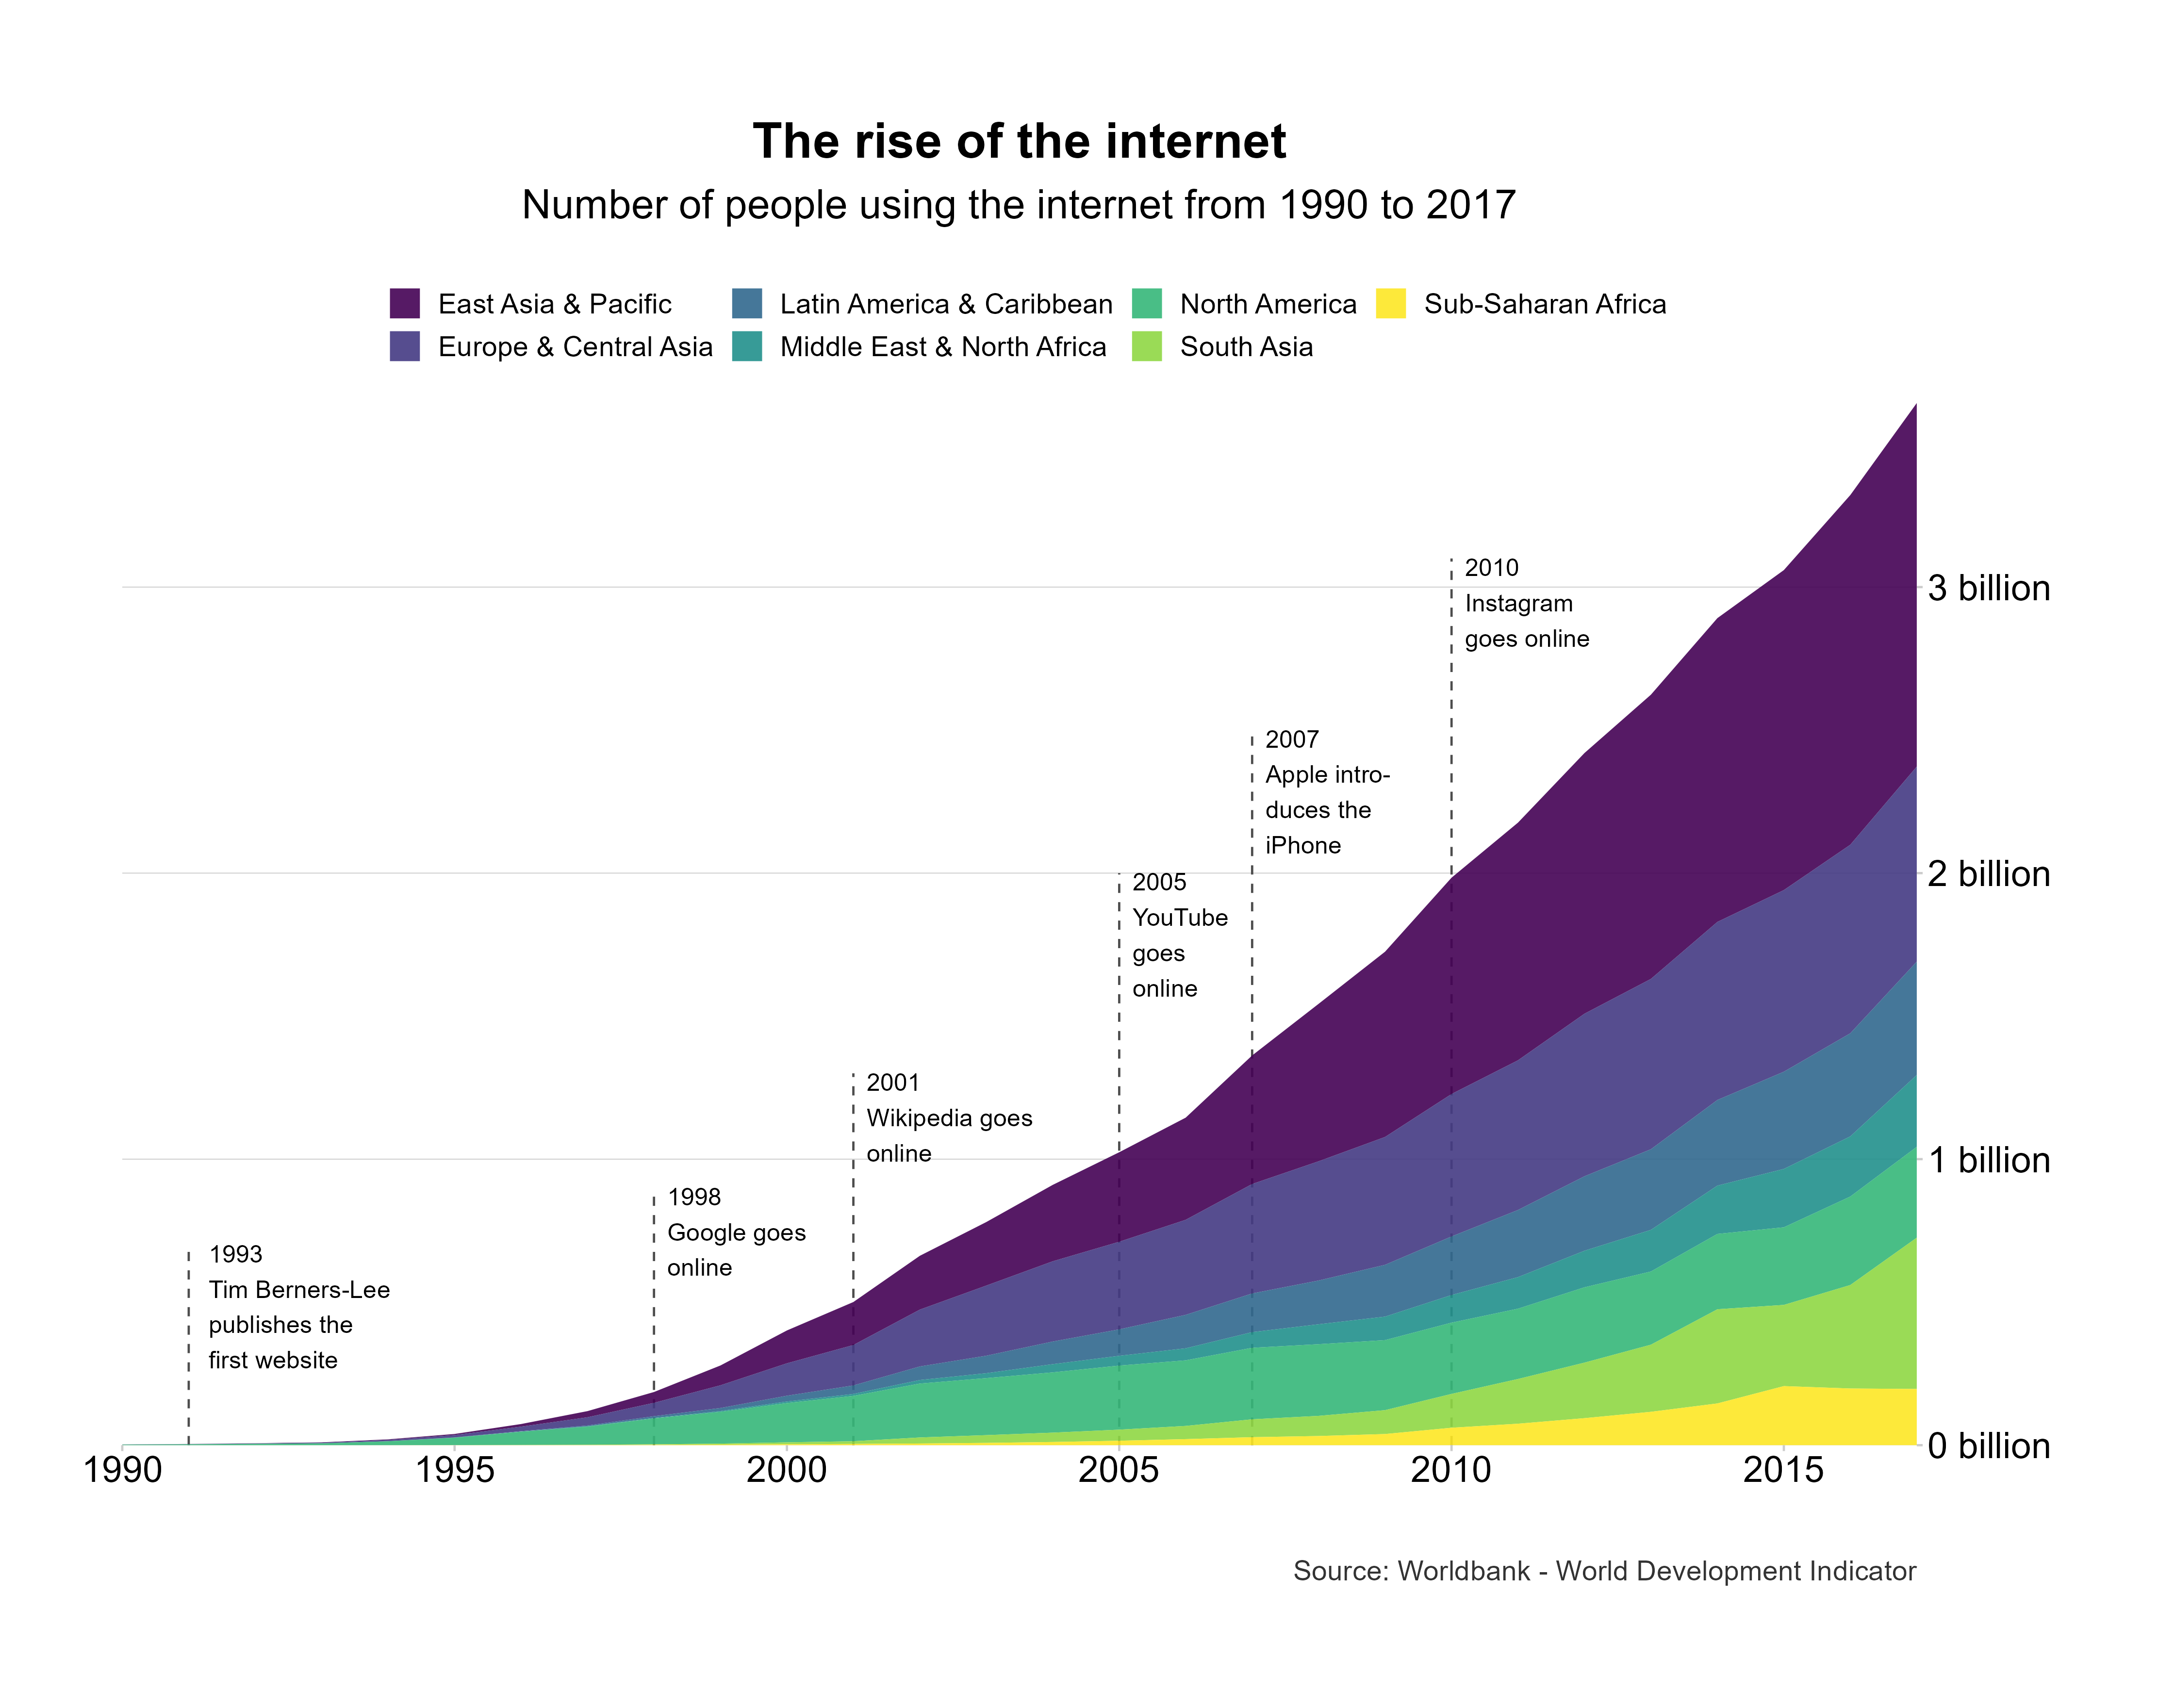 The rise of the internet
Number of people using the internet from 1990 to 2017
East Asia & Pacific
Latin America & Caribbean
North America
Sub-Saharan Africa
Europe & Central Asia
Middle East & North Africa
South Asia
2010
Instagram
goes online
3 billion
2007
Apple intro-
duces the
iPhone
2005
YouTube
goes
online
2 billion
2001
Wikipedia goes
online
1 billion
1998
Google goes
online
1993
Tim Berners-Lee
publishes the
first website
0 billion
1990
1995
2000
2005
2010
2015
Source: Worldbank - World Development Indicator